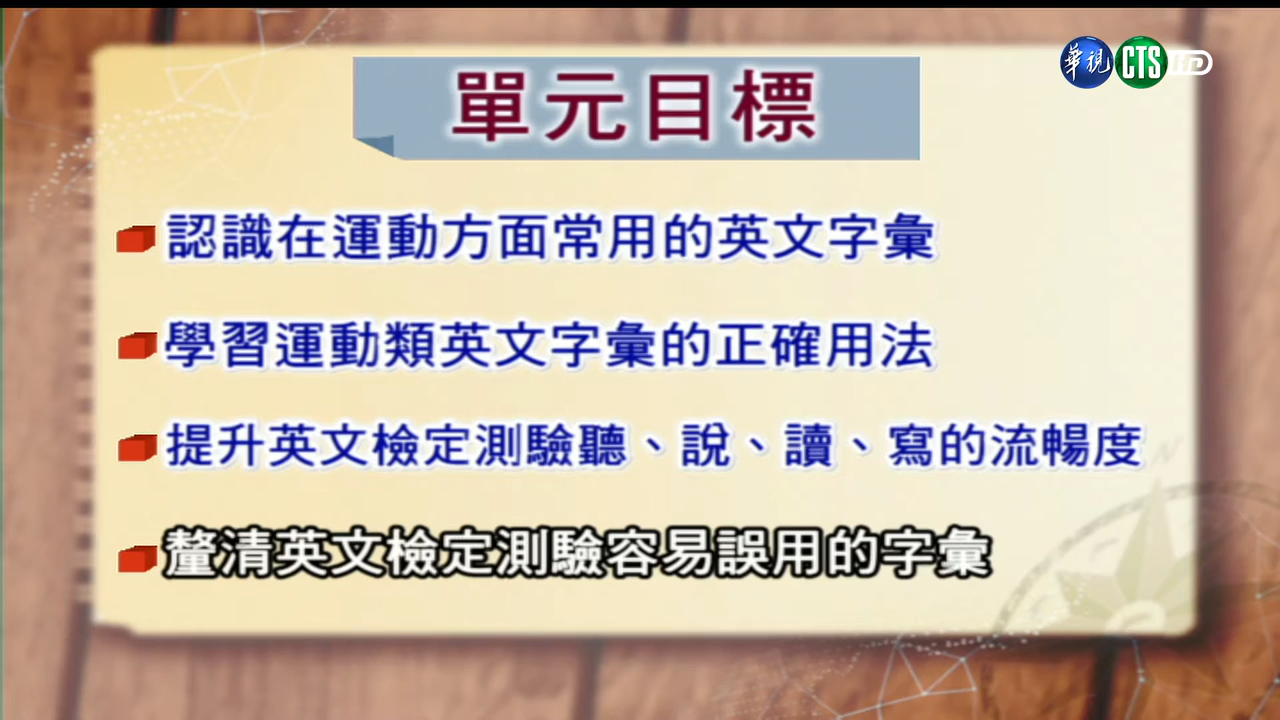 單元目標
華視 CTS HD
認識在運動方面常用的英文字彙
學習運動類英文字彙的正確用法
提升英文檢定測驗聽、說、讀、寫的流暢度
釐清英文檢定測驗容易誤用的字彙